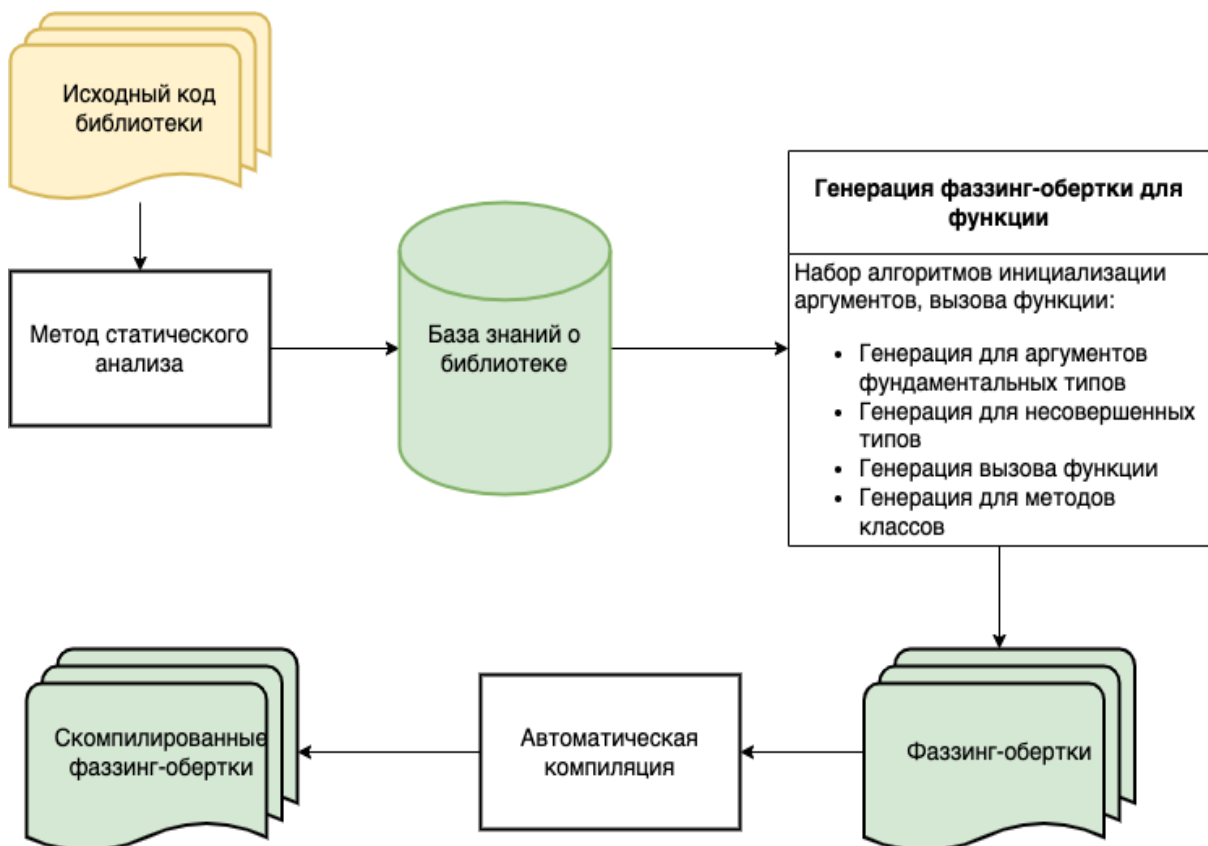 Исходный код
библиотеки
Метод статического
анализа
База знаний о
библиотеке
Генерация фаззинг-обертки для
функции
Набор алгоритмов инициализации
аргументов, вызова функции:
• Генерация для аргументов
фундаментальных типов
• Генерация для несовершенных
типов
• Генерация вызова функции
• Генерация для методов
классов
Фаззинг-обертки
Автоматическая
компиляция
Скомпилированные
фаззинг-обертки